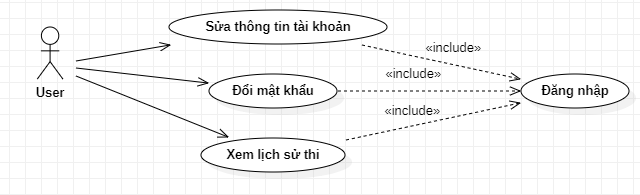 Sửa thông tin tài khoản
«include»
User
«include»
Đổi mật khẩu
Đăng nhập
«include»
Xem lịch sử thi